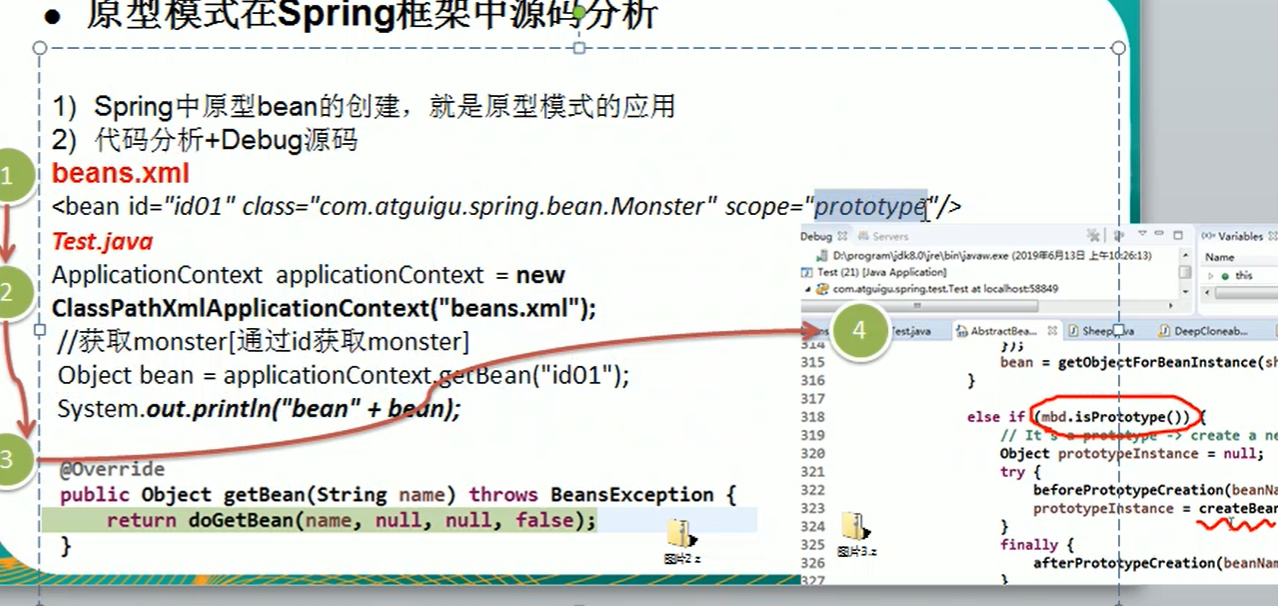 ● 原型模式在Spring框架中源码分析
1) Spring中原型bean的创建，就是原型模式的应用
2) 代码分析+Debug源码
beans.xml
<bean id="id01" class="com.atguigu.spring.bean.Monster" scope="prototype"/>
Test.java
ApplicationContext applicationContext = new
ClassPathXmlApplicationContext("beans.xml");
//获取monster[通过id获取monster]
Object bean = applicationContext.getBean("id01");
System.out.println("bean" + bean);
@Override
public Object getBean(String name) throws BeansException {
return doGetBean(name, null, null, false);
}
图片2.z
1
2
3
4
Debug Servers
D:\program\jdk8.0\jre\bin\javaw.exe (2019年6月13日 上午10:26:13)
Test (21) [Java Application]
com.atguigu.spring.test.Test at localhost:58849
(x)= Variables
Name
this
Test.java AbstractBea... Sheep DeepCloneab...
314 });
315 bean = getObjectForBeanInstance(sh
316 }
317
318 else if (mbd.isPrototype()) {
319 // It's a prototype -> create a ne
320 Object prototypeInstance = null;
321 try {
322 beforePrototypeCreation(beanNa
323 prototypeInstance = createBean
324 }
325 finally {
326 afterPrototypeCreation(beanNam
327 }
图片3.z